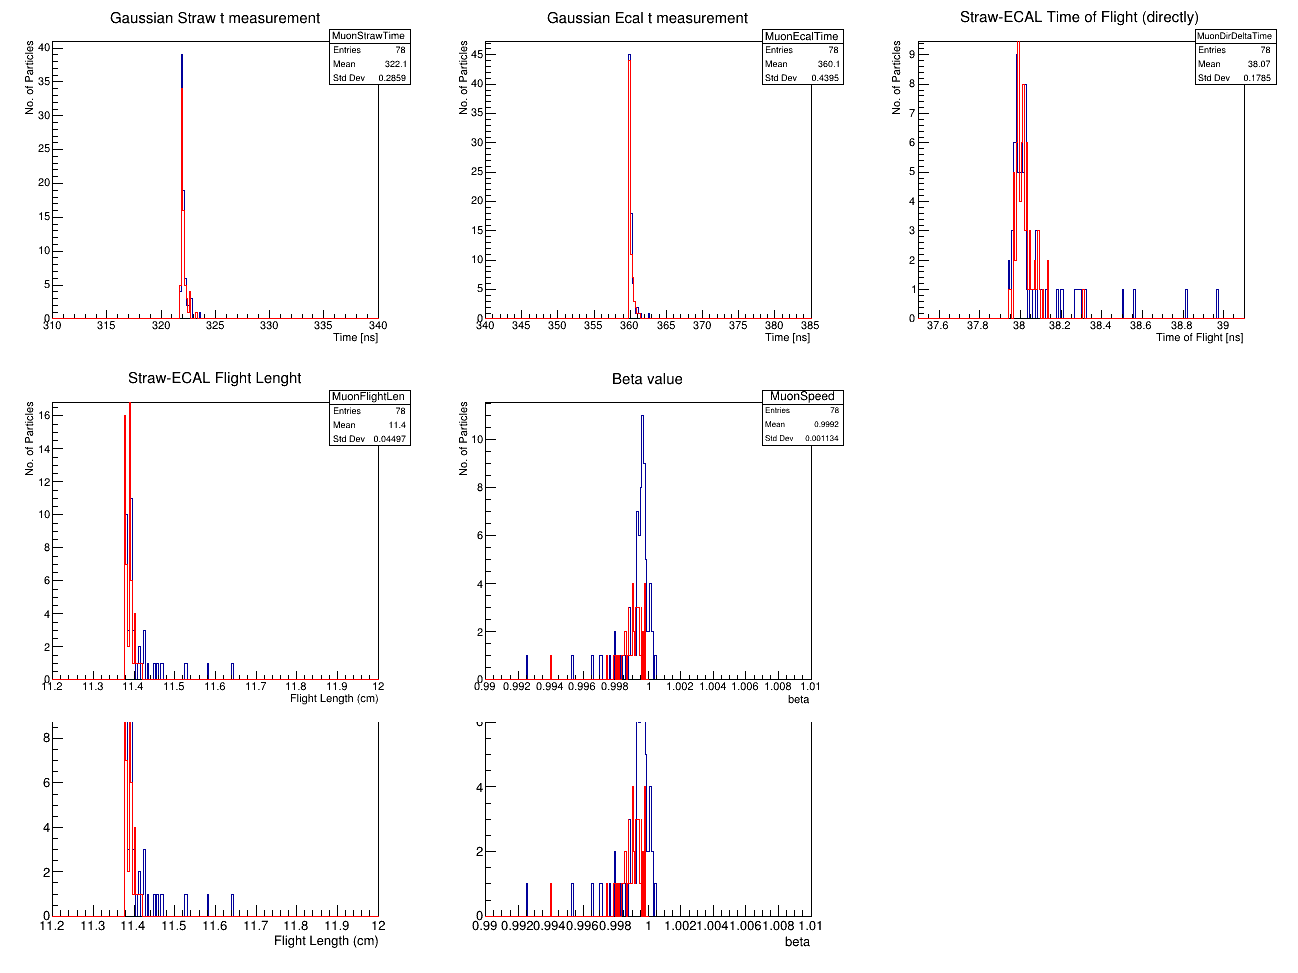 Gaussian Straw t measurement
No. of Particles
MuonStrawTime
Entries 78
Mean 322.1
Std Dev 0.2859
40
35
30
25
20
15
10
5
0
310 315 320 325 330 335 340
Time [ns]
Gaussian Ecal t measurement
No. of Particles
MuonEcalTime
Entries 78
Mean 360.1
Std Dev 0.4395
45
40
35
30
25
20
15
10
5
0
340 345 350 355 360 365 370 375 380 385
Time [ns]
Straw-ECAL Time of Flight (directly)
No. of Particles
MuonDirDeltaTime
Entries 78
Mean 38.07
Std Dev 0.1785
9
8
7
6
5
4
3
2
1
0
37.6 37.8 38 38.2 38.4 38.6 38.8 39
Time of Flight [ns]
Straw-ECAL Flight Lenght
No. of Particles
MuonFlightLen
Entries 78
Mean 11.4
Std Dev 0.04497
16
14
12
10
8
6
4
2
0
11.2 11.3 11.4 11.5 11.6 11.7 11.8 11.9 12
Flight Length (cm)
Beta value
No. of Particles
MuonSpeed
Entries 78
Mean 0.9992
Std Dev 0.001134
10
8
6
4
2
0
0.99 0.992 0.994 0.996 0.998 1 1.002 1.004 1.006 1.008 1.01
beta
8
6
4
2
0
11.2 11.3 11.4 11.5 11.6 11.7 11.8 11.9 12
Flight Length (cm)
6
4
2
0
0.99 0.992 0.994 0.996 0.998 1 1.002 1.004 1.006 1.008 1.01
beta